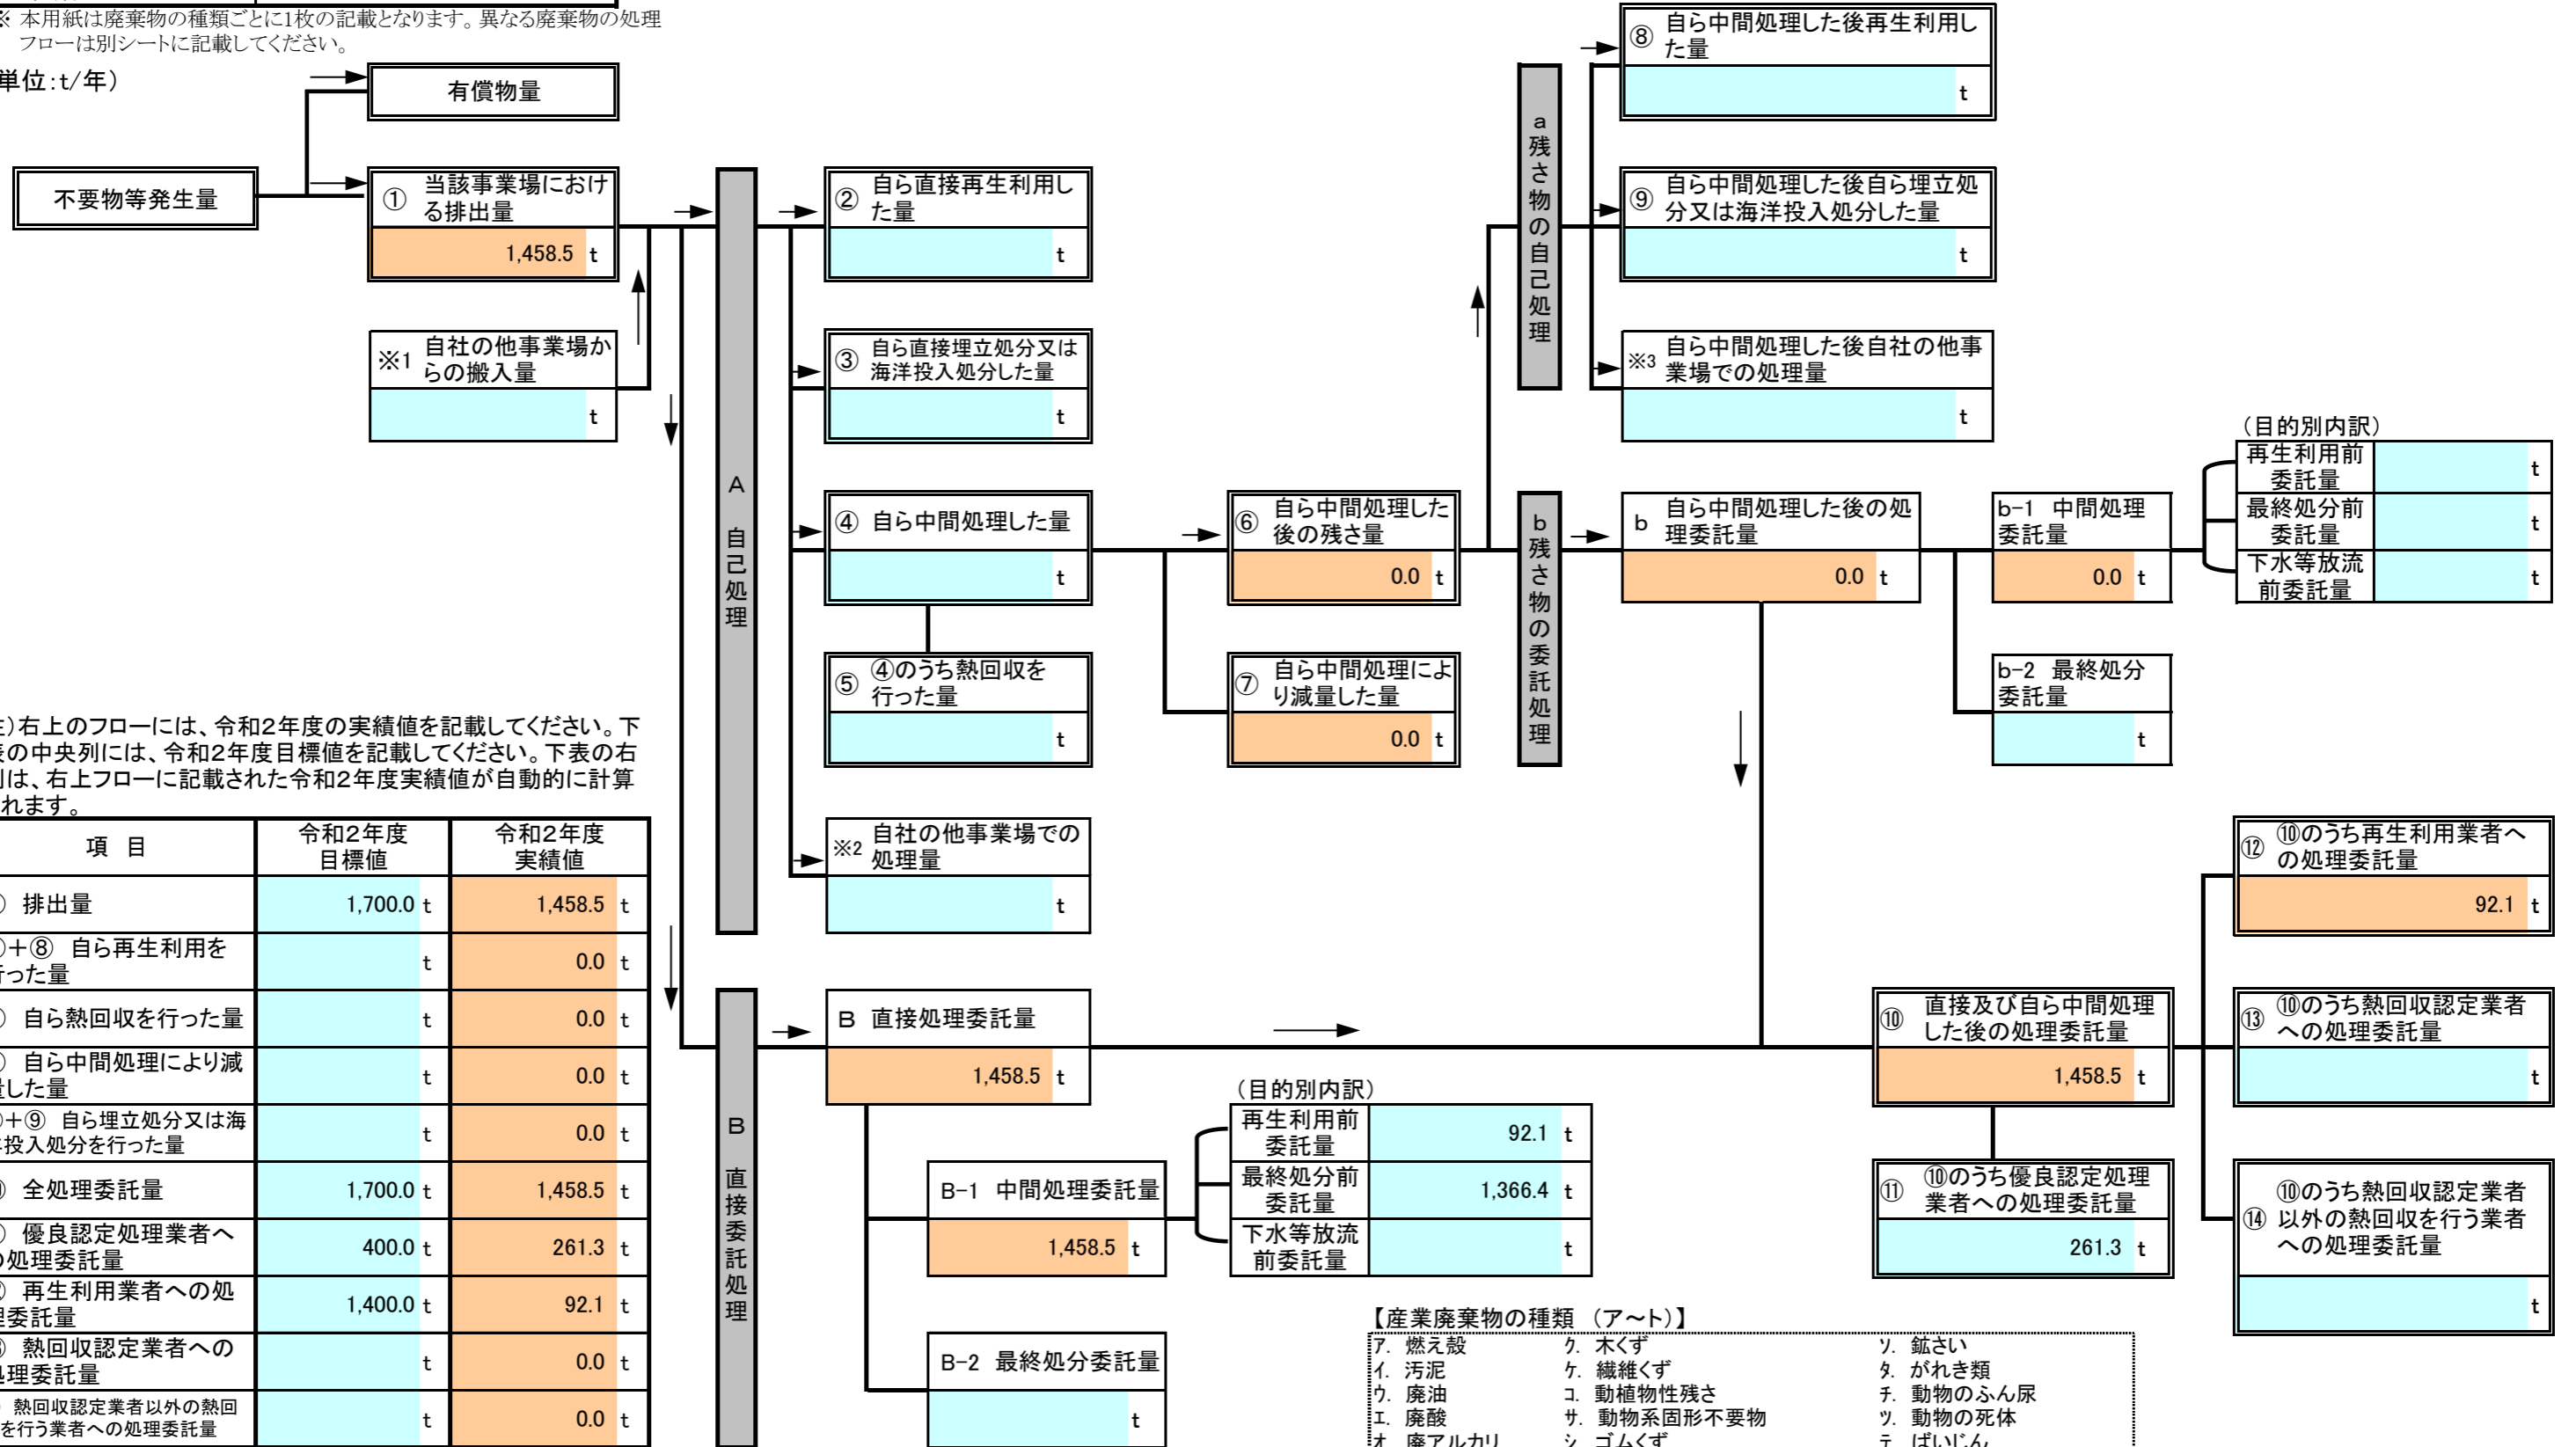 ※ 本用紙は廃棄物の種類ごとに1枚の記載となります。異なる廃棄物の処理
フローは別シートに記載してください。
単位:t/年)
有償物量
不要物等発生量
① 当該事業場におけ
る排出量
1,458.5 t
※1 自社の他事業場か
らの搬入量
t
A 自己処理
② 自ら直接再生利用し
た量
t
③ 自ら直接埋立処分又は
海洋投入処分した量
t
④ 自ら中間処理した量
t
⑤ ④のうち熱回収を
行った量
t
※2 自社の他事業場での
処理量
t
⑥ 自ら中間処理した
後の残さ量
0.0 t
⑦ 自ら中間処理によ
り減量した量
0.0 t
a 残さ物の自己処理
⑧ 自ら中間処理した後再生利用し
た量
t
⑨ 自ら中間処理した後自ら埋立処
分又は海洋投入処分した量
t
※3 自ら中間処理した後自社の他事
業場での処理量
t
b 残さ物の委託処理
b 自ら中間処理した後の処
理委託量
0.0 t
b-1 中間処理
委託量
0.0 t
b-2 最終処分
委託量
t
(目的別内訳)
再生利用前
委託量 t
最終処分前
委託量 t
下水等放流
前委託量 t
)右上のフローには、令和2年度の実績値を記載してください。下
の中央列には、令和2年度目標値を記載してください。下表の右
は、右上フローに記載された令和2年度実績値が自動的に計算
れます。
項 目 令和2年度
目標値 令和2年度
実績値
排出量 1,700.0 t 1,458.5 t
+⑧ 自ら再生利用を
行った量 t 0.0 t
自ら熱回収を行った量 t 0.0 t
自ら中間処理により減
量した量 t 0.0 t
+⑨ 自ら埋立処分又は海
洋投入処分を行った量 t 0.0 t
全処理委託量 1,700.0 t 1,458.5 t
優良認定処理業者へ
の処理委託量 400.0 t 261.3 t
再生利用業者への処
理委託量 1,400.0 t 92.1 t
熱回収認定業者への
処理委託量 t 0.0 t
熱回収認定業者以外の熱回
を行う業者への処理委託量 t 0.0 t
B 直接委託処理
B 直接処理委託量
1,458.5 t
B-1 中間処理委託量
1,458.5 t
B-2 最終処分委託量
t
(目的別内訳)
再生利用前
委託量 92.1 t
最終処分前
委託量 1,366.4 t
下水等放流
前委託量 t
⑩ 直接及び自ら中間処理
した後の処理委託量
1,458.5 t
⑪ ⑩のうち優良認定処理
業者への処理委託量
261.3 t
⑫ ⑩のうち再生利用業者へ
の処理委託量
92.1 t
⑬ ⑩のうち熱回収認定業者
への処理委託量
t
⑭ ⑩のうち熱回収認定業者
以外の熱回収を行う業者
への処理委託量
t
【産業廃棄物の種類 (ア~ト)】
ア. 燃え殻 ク. 木くず ソ. 鉱さい
イ. 汚泥 ケ. 繊維くず タ. がれき類
ウ. 廃油 コ. 動植物性残さ チ. 動物のふん尿
エ. 廃酸 サ. 動物系固形不要物 ツ. 動物の死体
オ. 廃アルカリ シ. ゴムくず テ. ばいじん